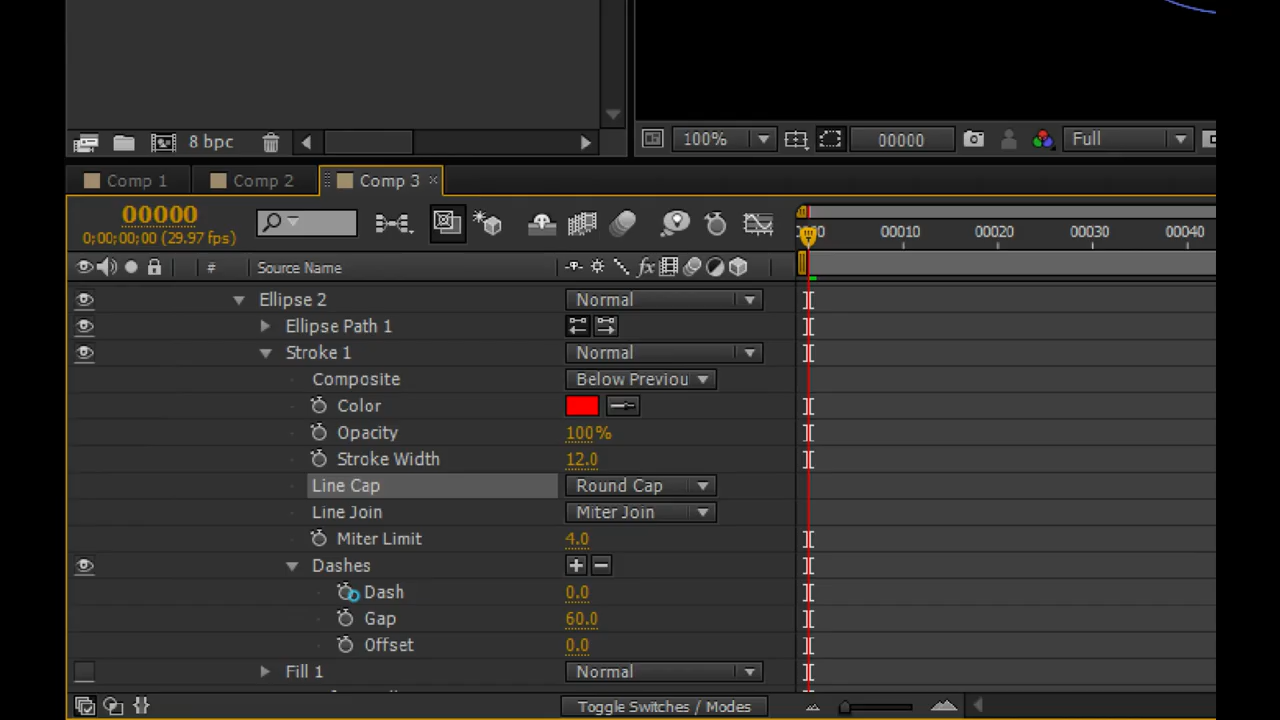 8 bpc
100%
00000
Full
Comp 1
Comp 2
Comp 3
00000
0;00;00;00 (29.97 fps)
00010
00020
00030
00040
#
Source Name
fx
Ellipse 2
Normal
Ellipse Path 1
Stroke 1
Normal
Composite
Below Previou
Color
Opacity
100%
Stroke Width
12.0
Line Cap
Round Cap
Line Join
Miter Join
Miter Limit
4.0
Dashes
Dash
0.0
Gap
60.0
Offset
0.0
Fill 1
Normal
Toggle Switches / Modes